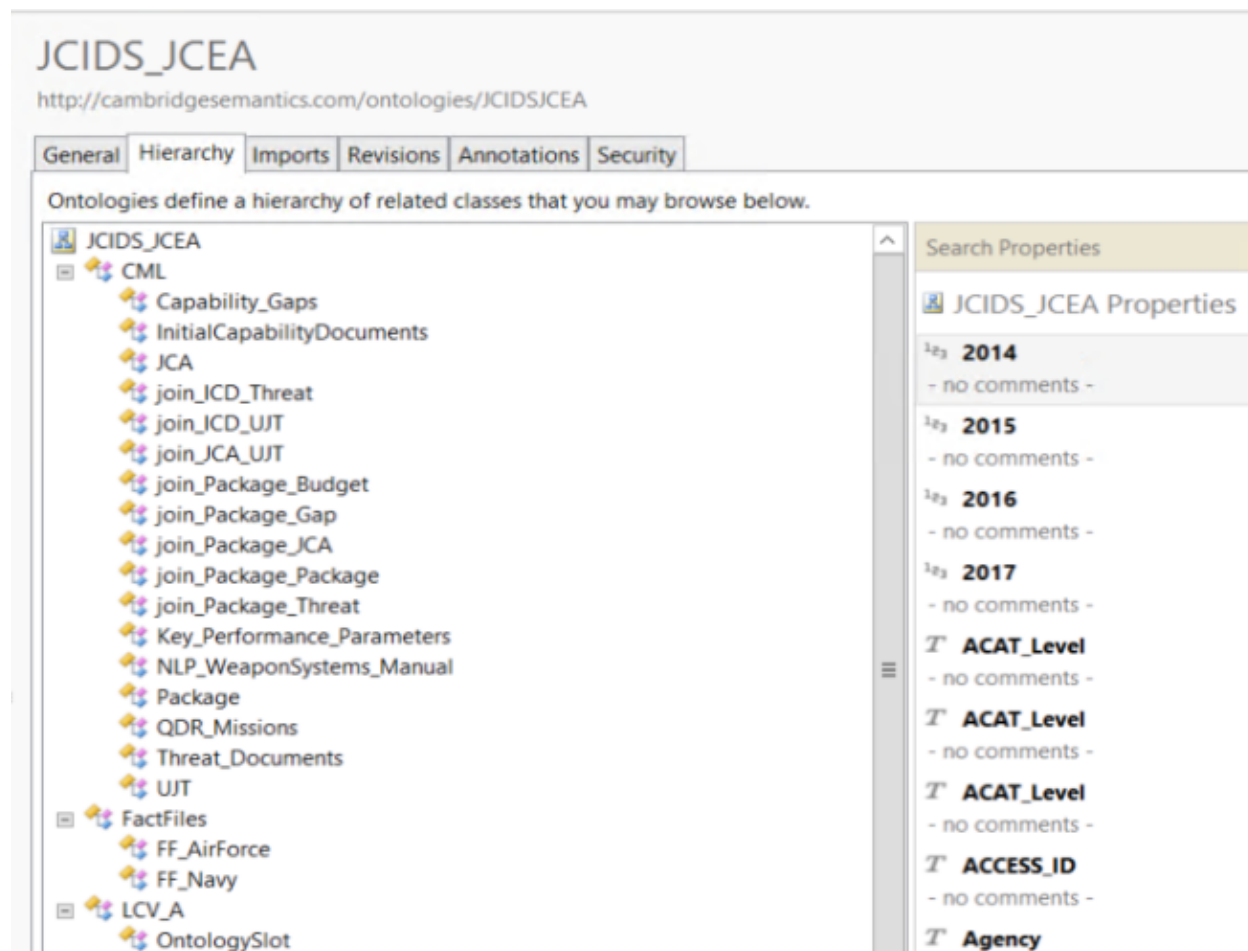 JCIDS_JCEA
http://cambridgesemantics.com/ontologies/JCIDSJCEA
General Hierarchy Imports Revisions Annotations Security
Ontologies define a hierarchy of related classes that you may browse below.
JCIDS_JCEA
CML
Capability_Gaps
InitialCapabilityDocuments
JCA
join_ICD_Threat
join_ICD_UJT
join_JCA_UJT
join_Package_Budget
join_Package_Gap
join_Package_JCA
join_Package_Package
join_Package_Threat
Key_Performance_Parameters
NLP_WeaponSystems_Manual
Package
QDR_Missions
Threat_Documents
UJT
FactFiles
FF_AirForce
FF_Navy
LCV_A
OntologySlot
Search Properties
JCIDS_JCEA Properties
123 2014
- no comments -
123 2015
- no comments -
123 2016
- no comments -
123 2017
- no comments -
T ACAT_Level
- no comments -
T ACAT_Level
- no comments -
T ACAT_Level
- no comments -
T ACCESS_ID
- no comments -
T Agency